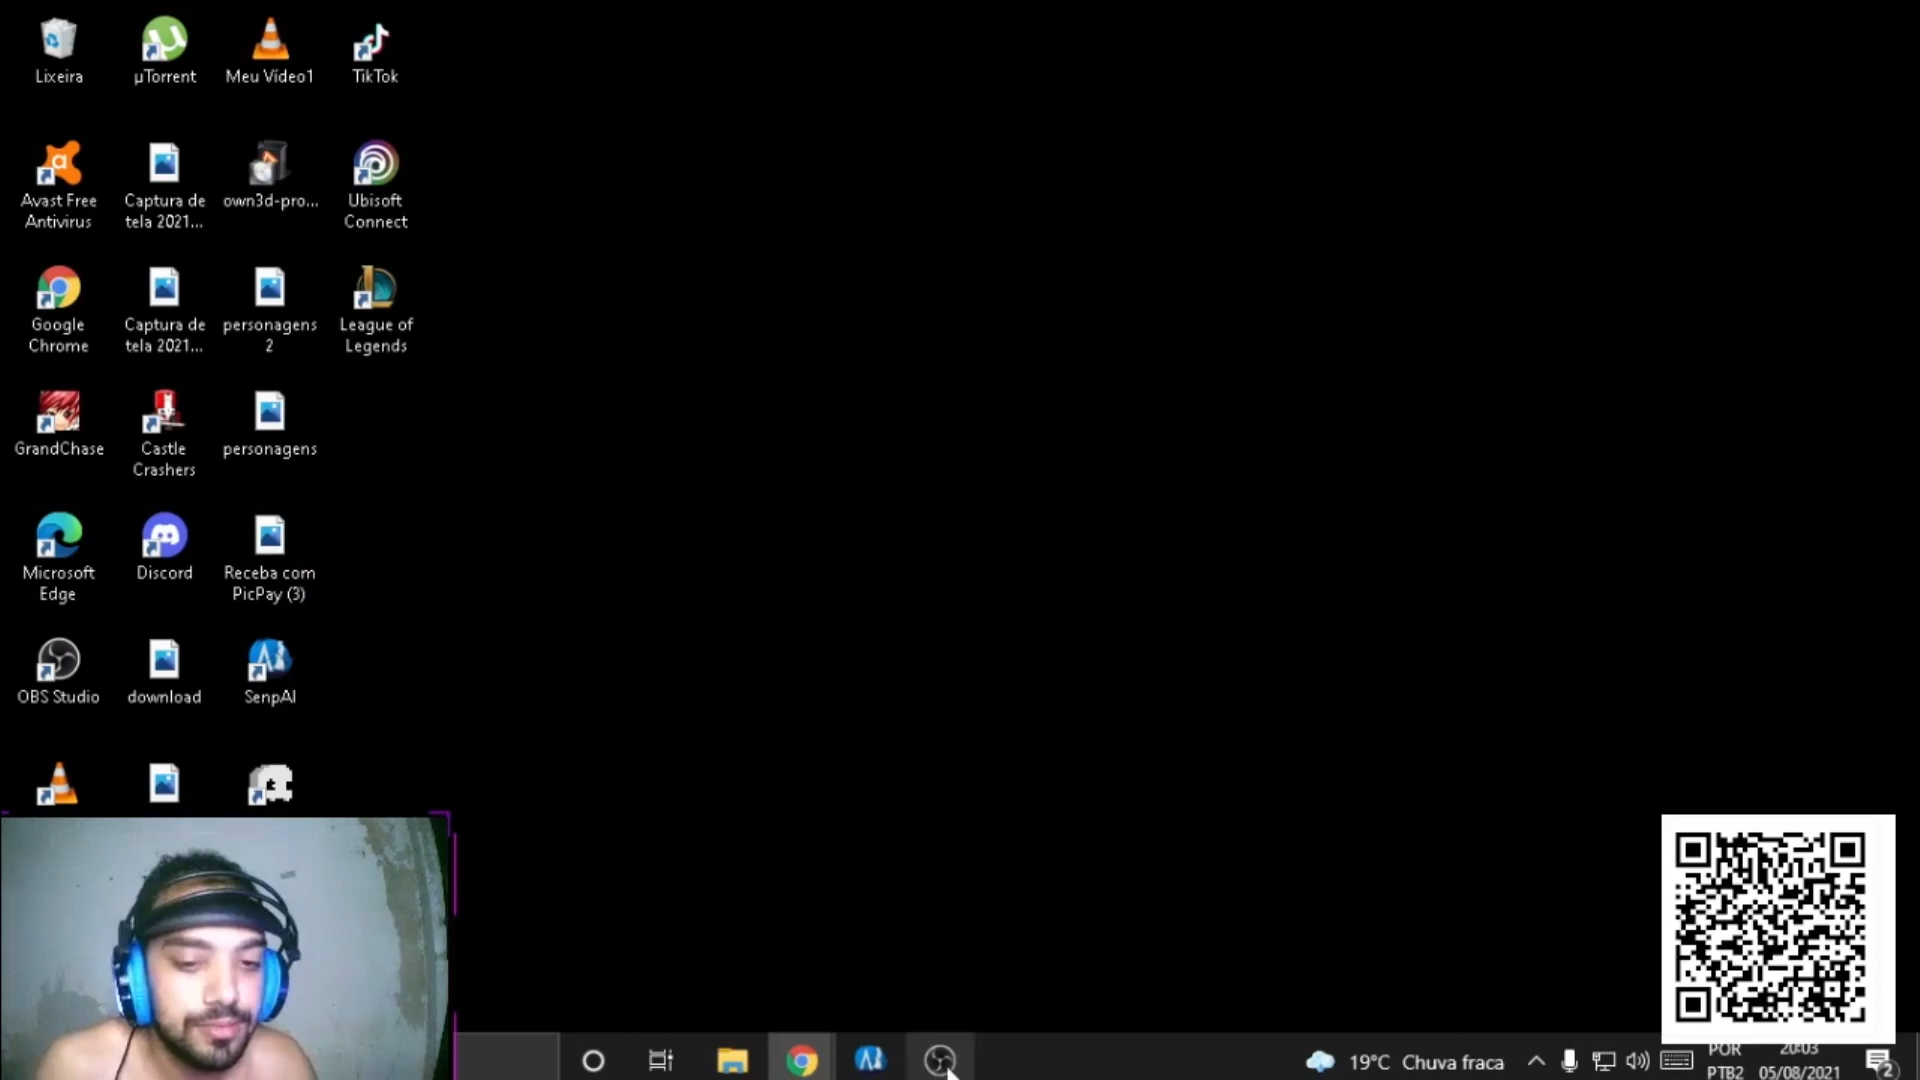 Lixeira
µTorrent
Meu Vídeo1
TikTok
Avast Free
Antivirus
Captura de
tela 2021...
own3d-pro...
Ubisoft
Connect
Google
Chrome
Captura de
tela 2021...
personagens
2
League of
Legends
GrandChase
Castle
Crashers
personagens
Microsoft
Edge
Discord
Receba com
PicPay (3)
OBS Studio
download
SenpAI
19°C Chuva fraca
POR
PTB2
20:03
05/08/2021
2